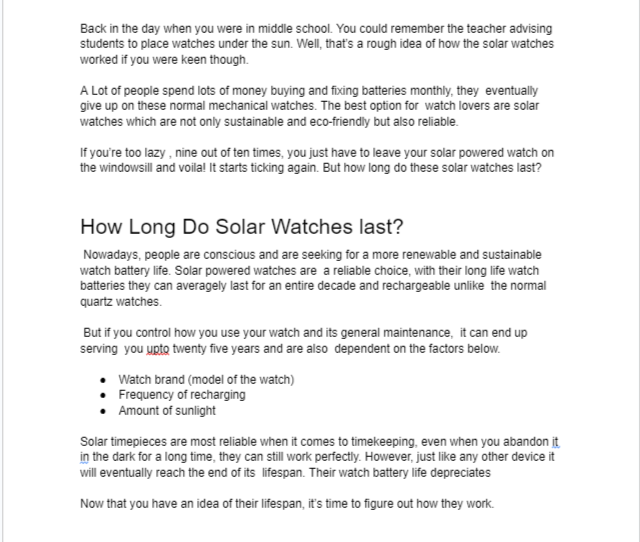 Back in the day when you were in middle school. You could remember the teacher advising
students to place watches under the sun. Well, that's a rough idea of how the solar watches
worked if you were keen though.
A Lot of people spend lots of money buying and fixing batteries monthly, they  eventually
give up on these normal mechanical watches. The best option for  watch lovers are solar
watches which are not only sustainable and eco-friendly but also reliable.
If you're too lazy , nine out of ten times, you just have to leave your solar powered watch on
the windowsill and voila! It starts ticking again. But how long do these solar watches last?
How Long Do Solar Watches last?
Nowadays, people are conscious and are seeking for a more renewable and sustainable
watch battery life. Solar powered watches are  a reliable choice, with their long life watch
batteries they can averagely last for an entire decade and rechargeable unlike  the normal
quartz watches.
But if you control how you use your watch and its general maintenance,  it can end up
serving  you upto twenty five years and are also  dependent on the factors below.
● Watch brand (model of the watch)
● Frequency of recharging
● Amount of sunlight
Solar timepieces are most reliable when it comes to timekeeping, even when you abandon it
in the dark for a long time, they can still work perfectly. However, just like any other device it
will eventually reach the end of its  lifespan. Their watch battery life depreciates
Now that you have an idea of their lifespan, it's time to figure out how they work.